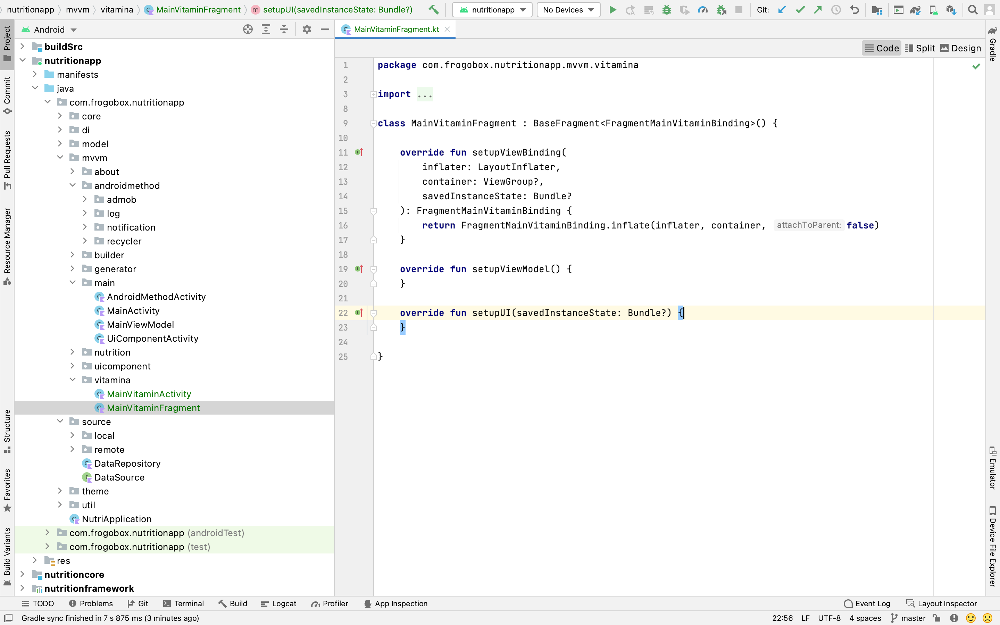 nutritionapp mvvm vitamina MainVitaminFragment m setupUI(savedInstanceState: Bundle?) nutritionapp No Devices Git:
Project
Commit
Pull Requests
Resource Manager
Structure
Favorites
Build Variants
Android
buildSrc
nutritionapp
manifests
java
com.frogobox.nutritionapp
core
di
model
mvvm
about
androidmethod
admob
log
notification
recycler
builder
generator
main
AndroidMethodActivity
MainActivity
MainViewModel
UiComponentActivity
nutrition
uicomponent
vitamina
MainVitaminActivity
MainVitaminFragment
source
local
remote
DataRepository
DataSource
theme
util
NutriApplication
com.frogobox.nutritionapp (androidTest)
com.frogobox.nutritionapp (test)
res
nutritioncore
nutritionframework
MainVitaminFragment.kt
Code Split Design
1 package com.frogobox.nutritionapp.mvvm.vitamina
2
3 import ...
8
9 class MainVitaminFragment : BaseFragment<FragmentMainVitaminBinding>() {
10
11 override fun setupViewBinding(
12 inflater: LayoutInflater,
13 container: ViewGroup?,
14 savedInstanceState: Bundle?
15 ): FragmentMainVitaminBinding {
16 return FragmentMainVitaminBinding.inflate(inflater, container, attachToParent: false)
17 }
18
19 override fun setupViewModel() {
20 }
21
22 override fun setupUI(savedInstanceState: Bundle?) {
23 }
24
25 }
Gradle
Emulator
Device File Explorer
TODO Problems Git Terminal Build Logcat Profiler App Inspection Event Log Layout Inspector
Gradle sync finished in 7 s 875 ms (3 minutes ago) 22:56 LF UTF-8 4 spaces master